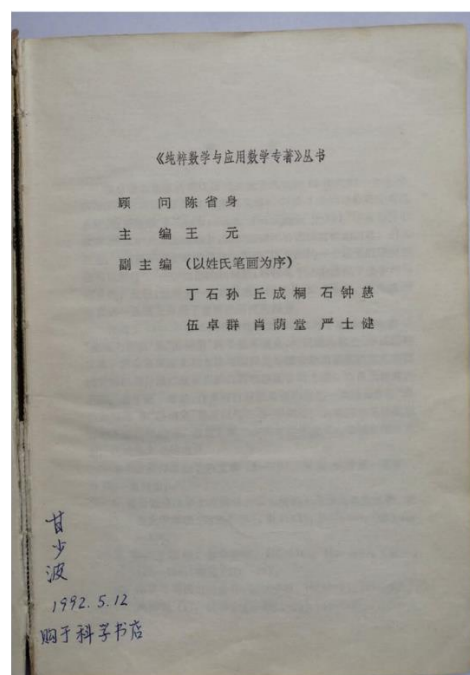 《纯粹数学与应用数学专著》丛书
顾 问 陈省身
主 编 王 元
副主编 (以姓氏笔画为序)
丁石孙 丘成桐 石钟慈
伍卓群 肖荫堂 严士健
甘少波
1992.5.12
购于科学书店